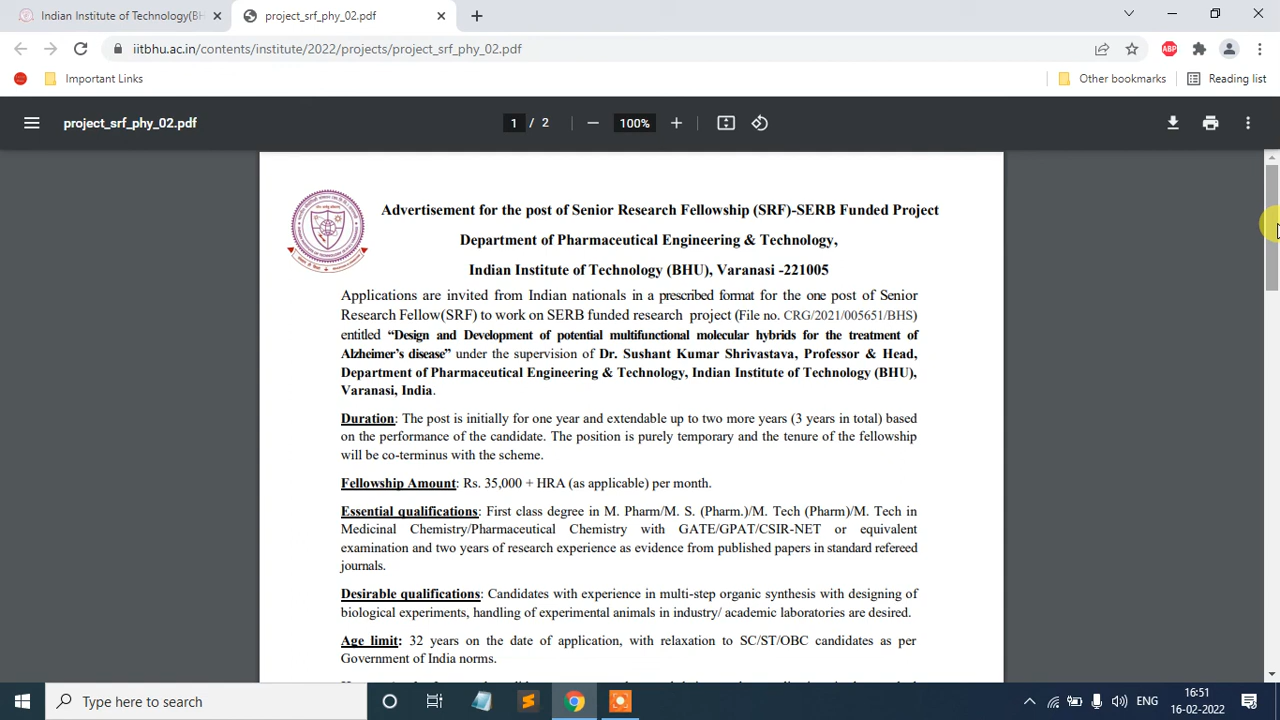 Indian Institute of Technology(BH
project_srf_phy_02.pdf
iitbhu.ac.in/contents/institute/2022/projects/project_srf_phy_02.pdf
ABP
Important Links
Other bookmarks
Reading list
project_srf_phy_02.pdf
1 / 2
100%
Advertisement for the post of Senior Research Fellowship (SRF)-SERB Funded Project
Department of Pharmaceutical Engineering & Technology,
Indian Institute of Technology (BHU), Varanasi -221005
Applications are invited from Indian nationals in a prescribed format for the one post of Senior
Research Fellow(SRF) to work on SERB funded research project (File no. CRG/2021/005651/BHS)
entitled “Design and Development of potential multifunctional molecular hybrids for the treatment of
Alzheimer’s disease” under the supervision of Dr. Sushant Kumar Shrivastava, Professor & Head,
Department of Pharmaceutical Engineering & Technology, Indian Institute of Technology (BHU),
Varanasi, India.
Duration: The post is initially for one year and extendable up to two more years (3 years in total) based
on the performance of the candidate. The position is purely temporary and the tenure of the fellowship
will be co-terminus with the scheme.
Fellowship Amount: Rs. 35,000 + HRA (as applicable) per month.
Essential qualifications: First class degree in M. Pharm/M. S. (Pharm.)/M. Tech (Pharm)/M. Tech in
Medicinal Chemistry/Pharmaceutical Chemistry with GATE/GPAT/CSIR-NET or equivalent
examination and two years of research experience as evidence from published papers in standard refereed
journals.
Desirable qualifications: Candidates with experience in multi-step organic synthesis with designing of
biological experiments, handling of experimental animals in industry/ academic laboratories are desired.
Age limit: 32 years on the date of application, with relaxation to SC/ST/OBC candidates as per
Government of India norms.
Type here to search
ENG
16:51
16-02-2022